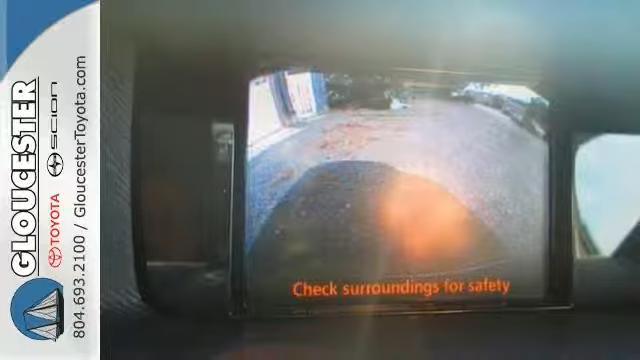 GLOUCESTER
TOYOTA SCION
804.693.2100 / GloucesterToyota.com
Check surroundings for safety